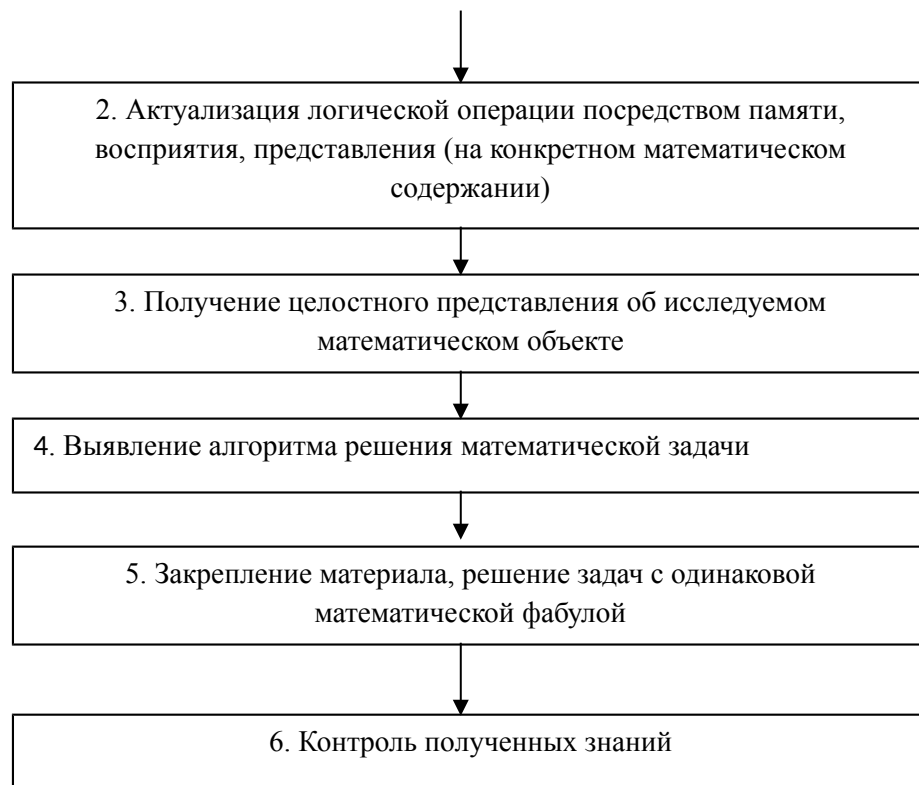 2. Актуализация логической операции посредством памяти,
восприятия, представления (на конкретном математическом
содержании)
3. Получение целостного представления об исследуемом
математическом объекте
4. Выявление алгоритма решения математической задачи
5. Закрепление материала, решение задач с одинаковой
математической фабулой
6. Контроль полученных знаний